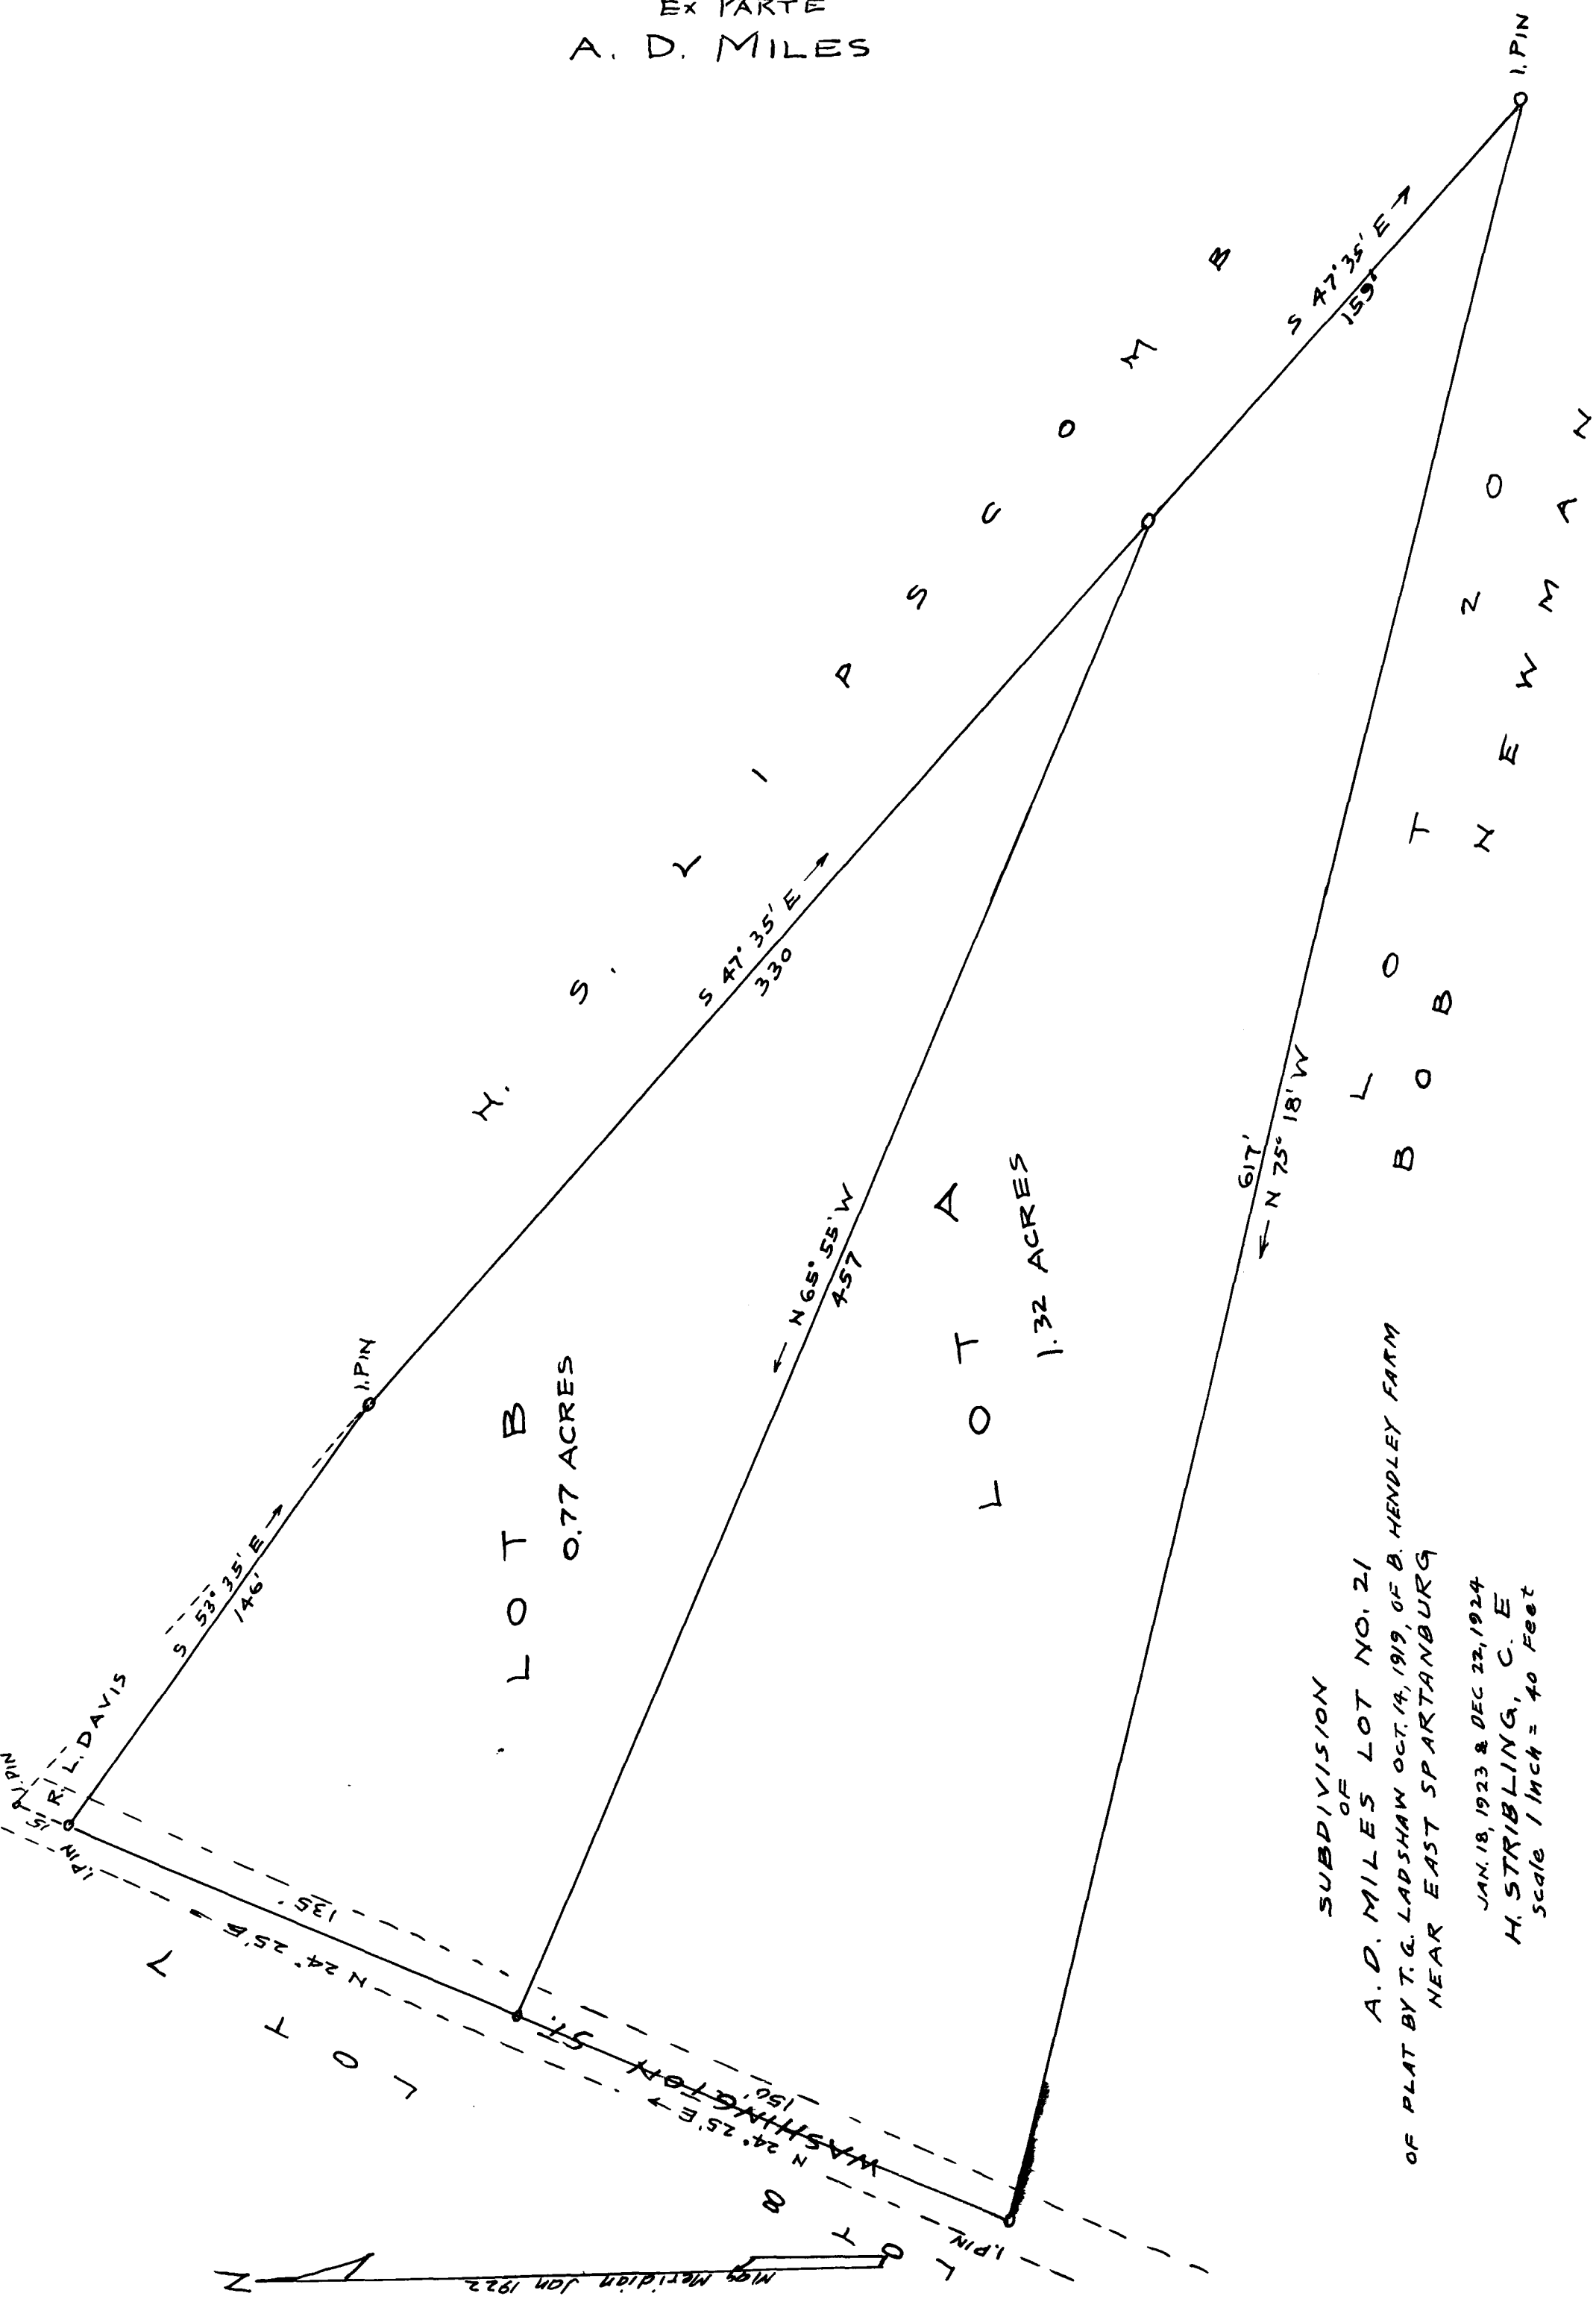 EX PARTE
A. D. MILES
I. PIN
S 47° 35' E
159'
H. S. LIPSCOMB
S 47° 35' E
330
I. PIN
S 53° 35' E
146'
R. L. DAVIS
I. PIN
15
I. PIN
LOT B
0.77 ACRES
N 65° 55' W
457
LOT A
1.32 ACRES
617'
N 75° 18' W
LOT 20
BOB NEWMAN
135'
N 24° 25' E
LOT 7
WASHINGTON ST.
150'
N 24° 25' E
LOT 8
I. PIN
N
Mag Meridian Jan 1922
SUBDIVISION
OF
A. D. MILES LOT NO. 21
OF PLAT BY T. G. LADSHAW OCT. 14, 1919, OF B. HENDLEY FARM
NEAR EAST SPARTANBURG
JAN. 18, 1923 & DEC 22, 1924
H. STRIBLING, C. E
Scale 1 Inch = 40 Feet